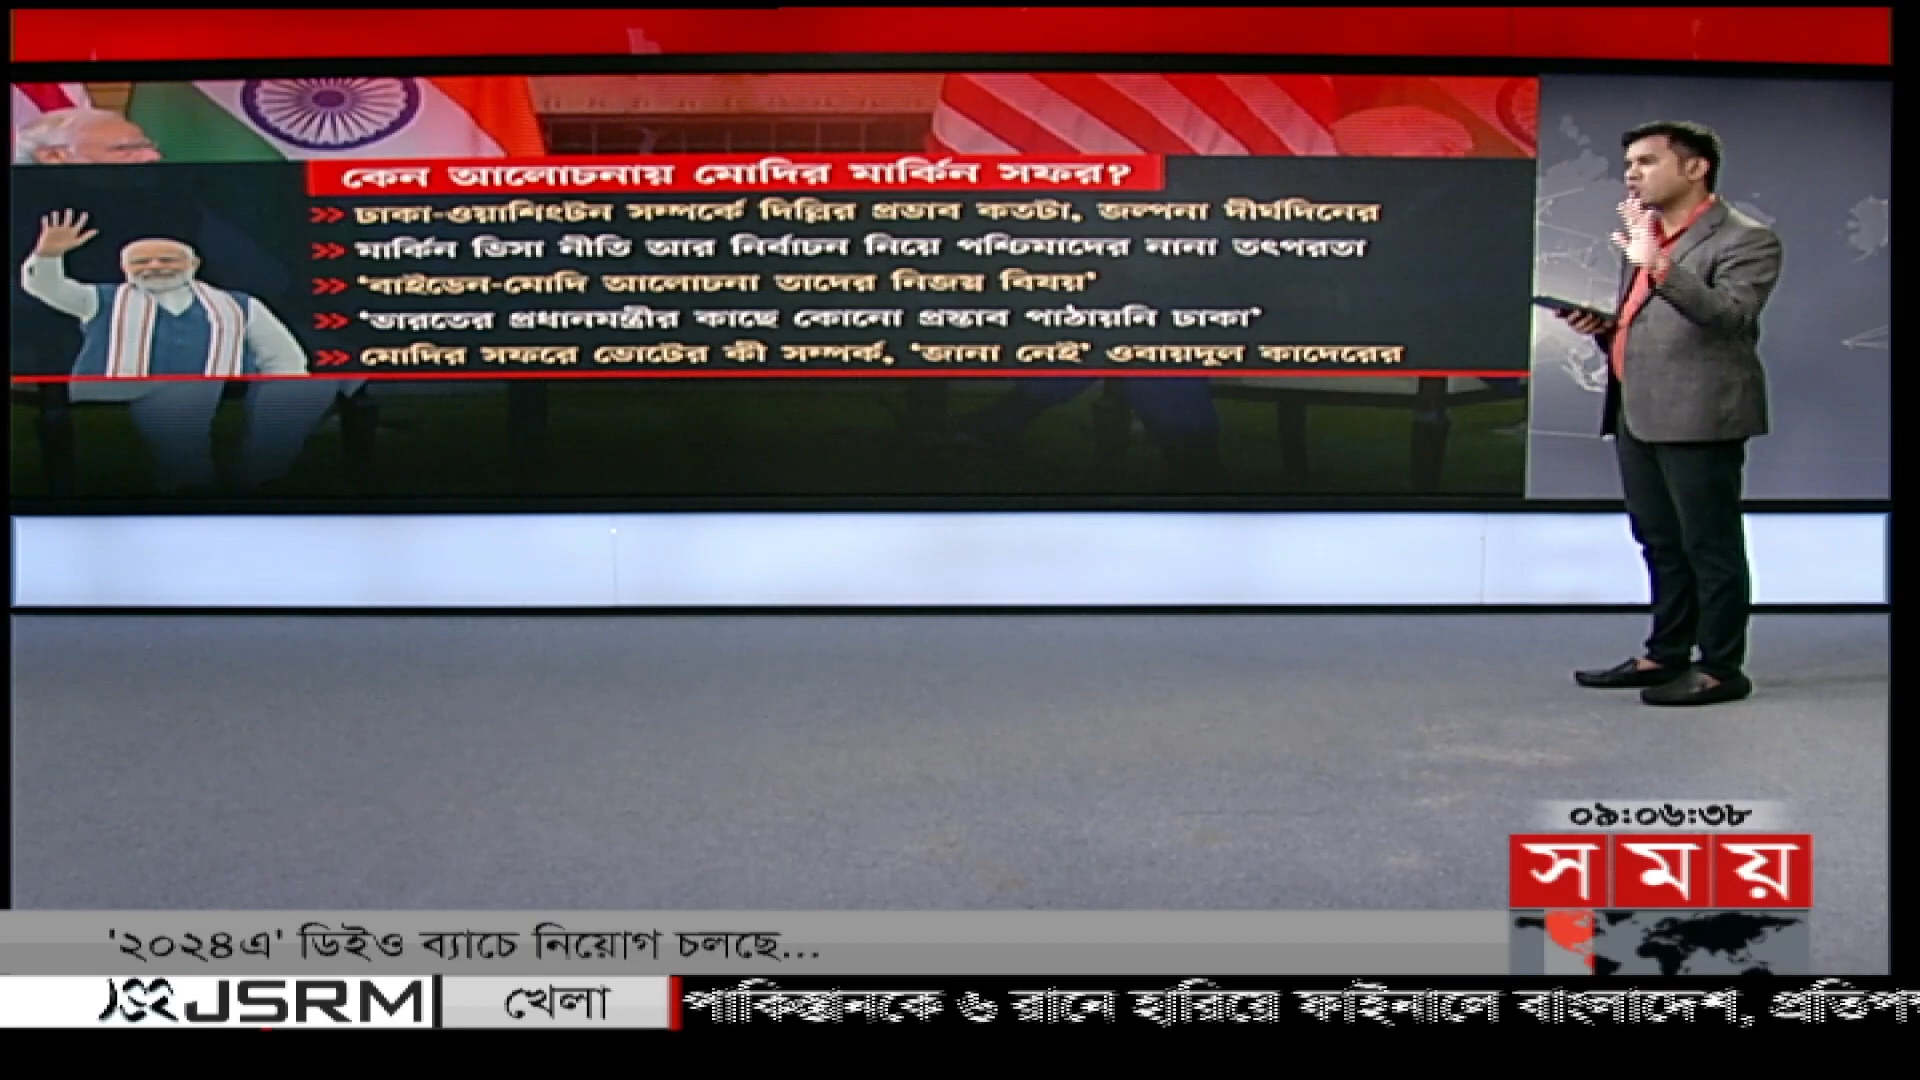 কেন আলোচনায় মোদির মার্কিন সফর?
>> ঢাকা-ওয়াশিংটন সম্পর্কে দিল্লির প্রভাব কতটা, জল্পনা দীর্ঘদিনের
>> মার্কিন ভিসা নীতি আর নির্বাচন নিয়ে পশ্চিমাদের নানা তৎপরতা
>> ‘বাইডেন-মোদি আলোচনা তাদের নিজস্ব বিষয়’
>> ‘ভারতের প্রধানমন্ত্রীর কাছে কোনো প্রস্তাব পাঠায়নি ঢাকা’
>> মোদির সফরে ভোটের কী সম্পর্ক, ‘জানা নেই’ ওবায়দুল কাদেরের
০৯:০৬:৩৮
সময়
'২০২৪এ' ডিইও ব্যাচে নিয়োগ চলছে...
JSRM খেলা পাকিস্তানকে ৬ রানে হারিয়ে ফাইনালে বাংলাদেশ, প্রতিপ